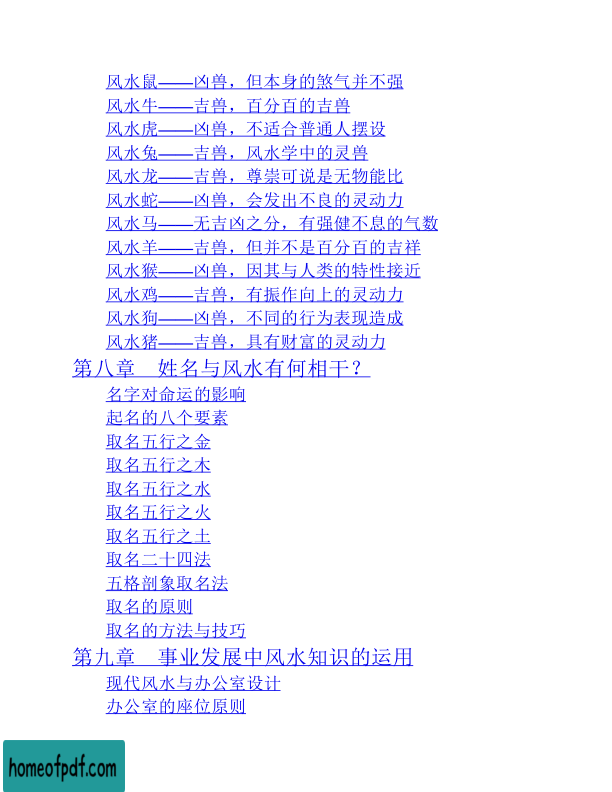 风水鼠——凶兽，但本身的煞气并不强
风水牛——吉兽，百分百的吉兽
风水虎——凶兽，不适合普通人摆设
风水兔——吉兽，风水学中的灵兽
风水龙——吉兽，尊崇可说是无物能比
风水蛇——凶兽，会发出不良的灵动力
风水马——无吉凶之分，有强健不息的气数
风水羊——吉兽，但并不是百分百的吉祥
风水猴——凶兽，因其与人类的特性接近
风水鸡——吉兽，有振作向上的灵动力
风水狗——凶兽，不同的行为表现造成
风水猪——吉兽，具有财富的灵动力
第八章　姓名与风水有何相干？
名字对命运的影响
起名的八个要素
取名五行之金
取名五行之木
取名五行之水
取名五行之火
取名五行之土
取名二十四法
五格剖象取名法
取名的原则
取名的方法与技巧
第九章　事业发展中风水知识的运用
现代风水与办公室设计
办公室的座位原则
homeofpdf.com